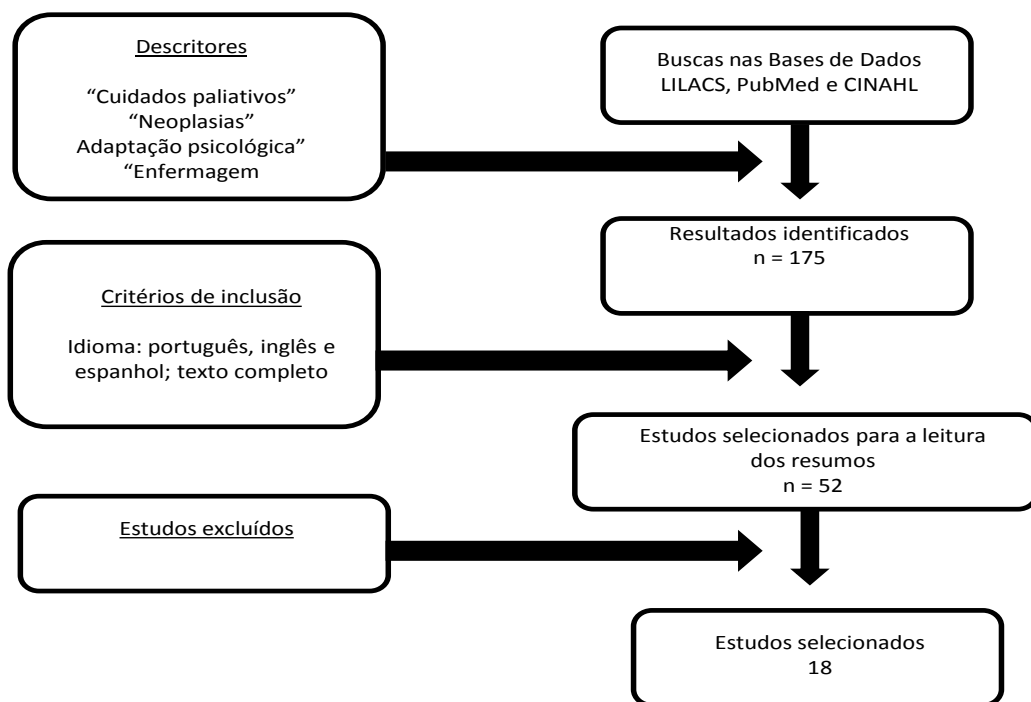 Descritores
“Cuidados paliativos”
“Neoplasias”
Adaptação psicológica”
“Enfermagem
Buscas nas Bases de Dados
LILACS, PubMed e CINAHL
Resultados identificados
n = 175
Critérios de inclusão
Idioma: português, inglês e
espanhol; texto completo
Estudos selecionados para a leitura
dos resumos
n = 52
Estudos excluídos
Estudos selecionados
18